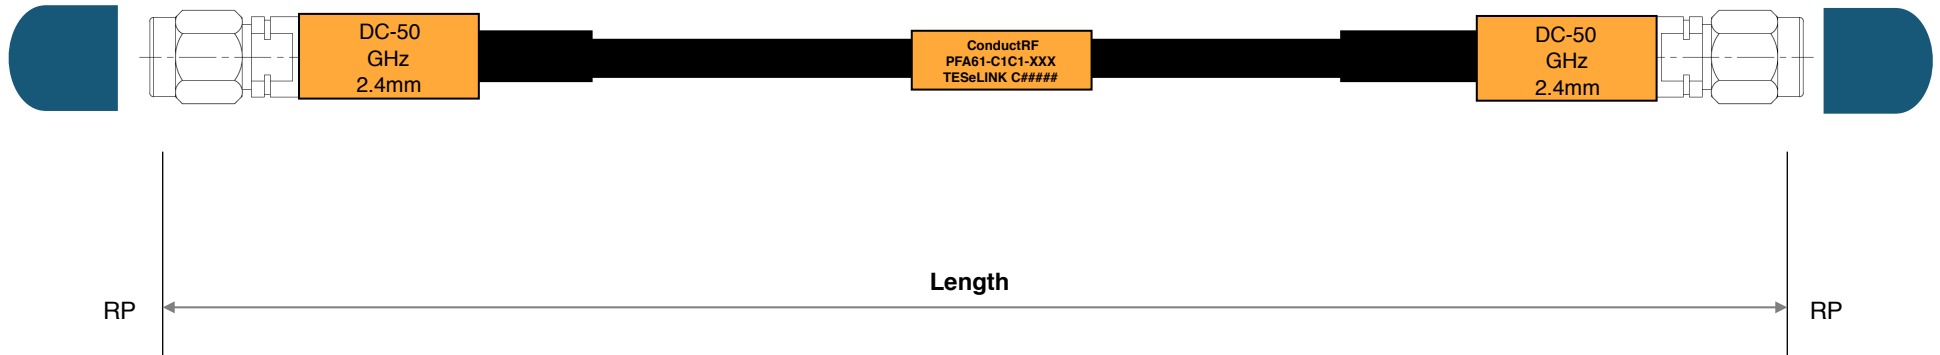 DC-50
GHz
2.4mm
ConductRF
PFA61-C1C1-XXX
TESeLINK C#####
DC-50
GHz
2.4mm
Length
RP
RP